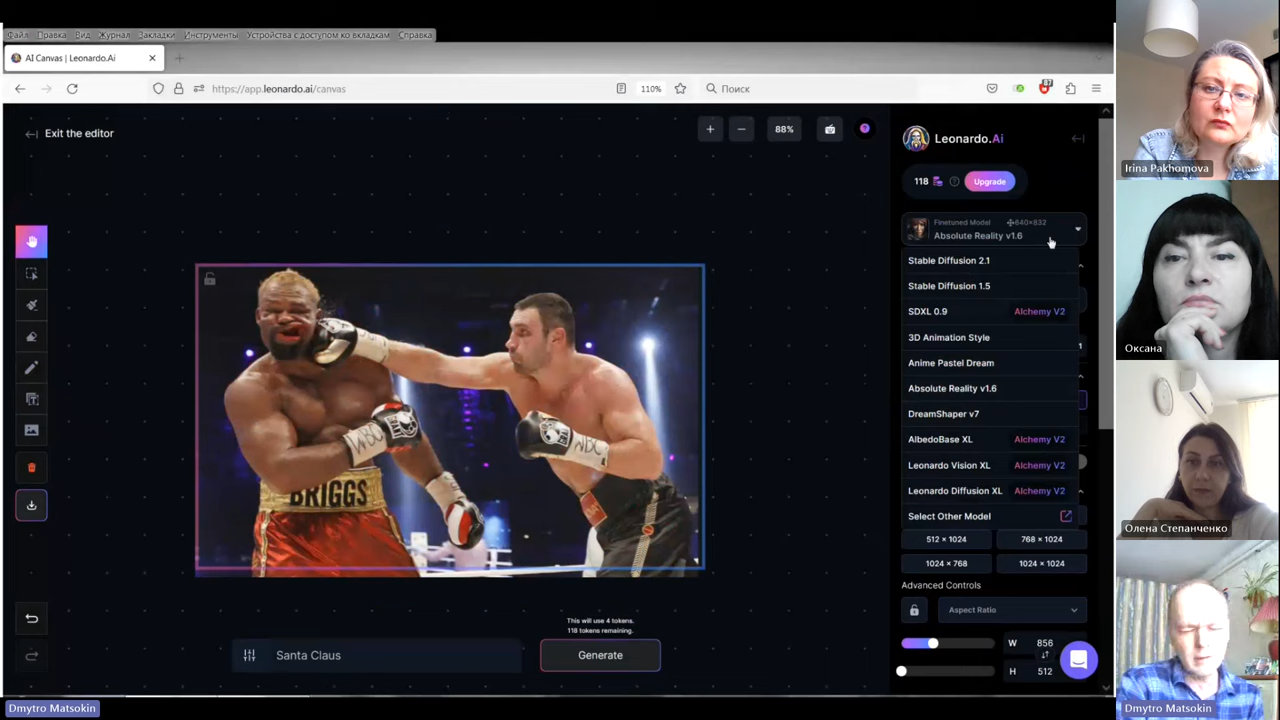 Файл Правка Вид Журнал Закладки Инструменты Устройства с доступом ко вкладкам Справка
AI Canvas | Leonardo.Ai
https://app.leonardo.ai/canvas
110%
Поиск
67
Exit the editor
88%
Leonardo.Ai
118
Upgrade
Finetuned Model 640×832
Absolute Reality v1.6
Stable Diffusion 2.1
Stable Diffusion 1.5
SDXL 0.9 Alchemy V2
3D Animation Style
Anime Pastel Dream
Absolute Reality v1.6
DreamShaper v7
AlbedoBase XL Alchemy V2
Leonardo Vision XL Alchemy V2
Leonardo Diffusion XL Alchemy V2
Select Other Model
512 × 1024 768 × 1024
1024 × 768 1024 × 1024
Advanced Controls
Aspect Ratio
W 856
H 512
WBC
WBC
BRIGGS
This will use 4 tokens.
118 tokens remaining.
Santa Claus
Generate
Irina Pakhomova
Оксана
Олена Степанченко
Dmytro Matsokin
Dmytro Matsokin